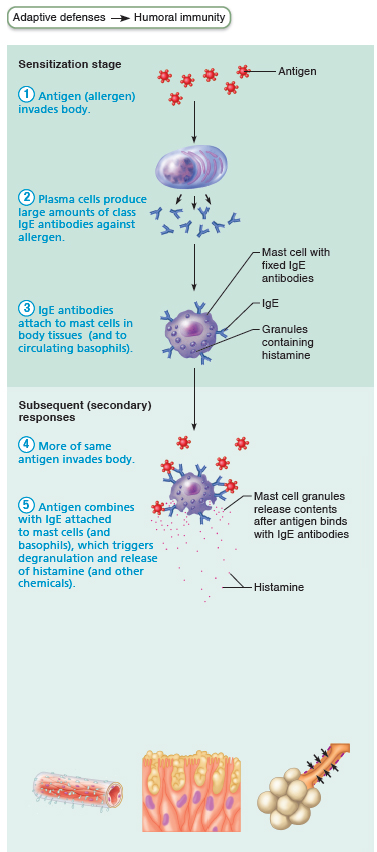 Adaptive defenses → Humoral immunity
Sensitization stage
Antigen
1 Antigen (allergen)
invades body.
2 Plasma cells produce
large amounts of class
IgE antibodies against
allergen.
Mast cell with
fixed IgE
antibodies
IgE
3 IgE antibodies
attach to mast cells in
body tissues (and to
circulating basophils).
Granules
containing
histamine
Subsequent (secondary)
responses
4 More of same
antigen invades body.
5 Antigen combines
with IgE attached
to mast cells (and
basophils), which triggers
degranulation and release
of histamine (and other
chemicals).
Mast cell granules
release contents
after antigen binds
with IgE antibodies
Histamine